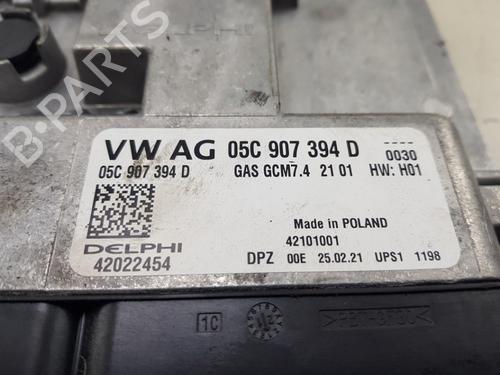 DELPHI
B-PARTS
VW AG 05C 907 394 D
----
0030
05C 907 394 D GAS GCM7.4 21 01 HW: H01
Made in POLAND
DELPHI 42101001
42022454 DPZ 00E 25.02.21 UPS1 1198
1C